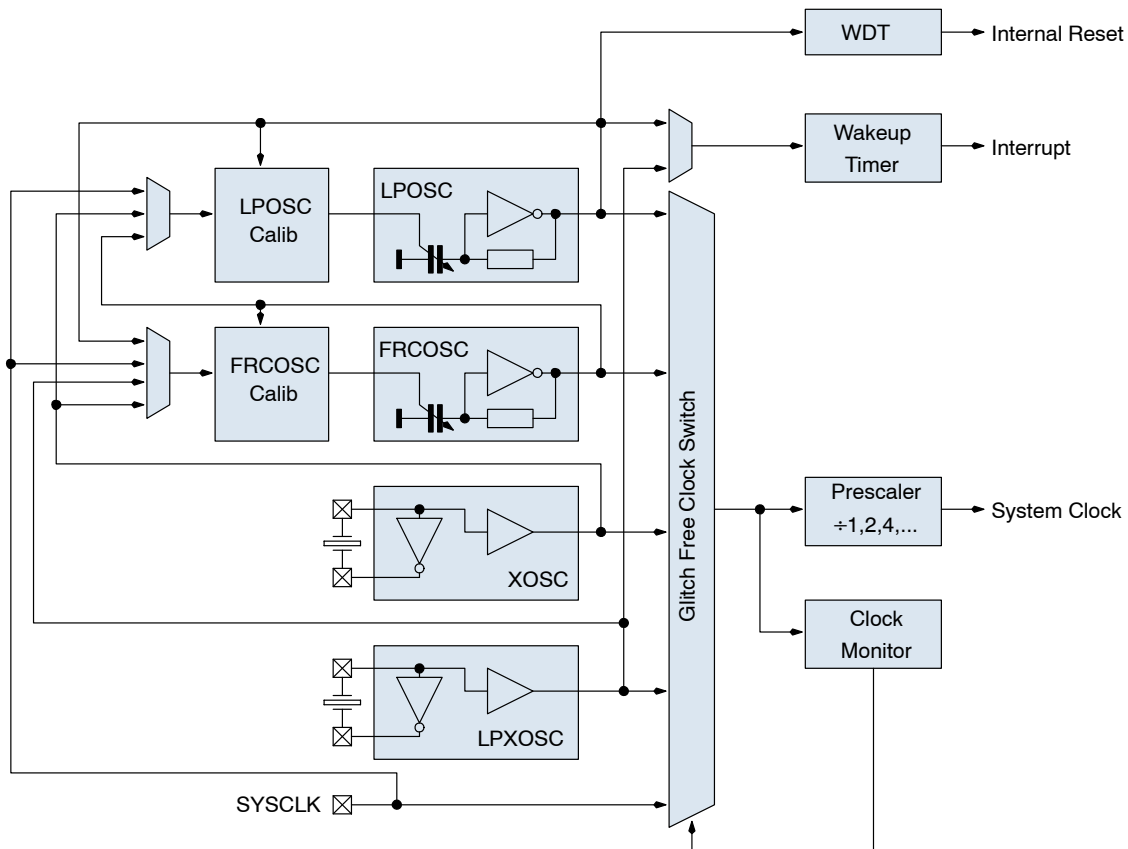 WDT
Internal Reset
Wakeup
Timer
Interrupt
LPOSC
Calib
LPOSC
FRCOSC
Calib
FRCOSC
Glitch Free Clock Switch
Prescaler
÷1,2,4,...
System Clock
XOSC
Clock
Monitor
LPXOSC
SYSCLK